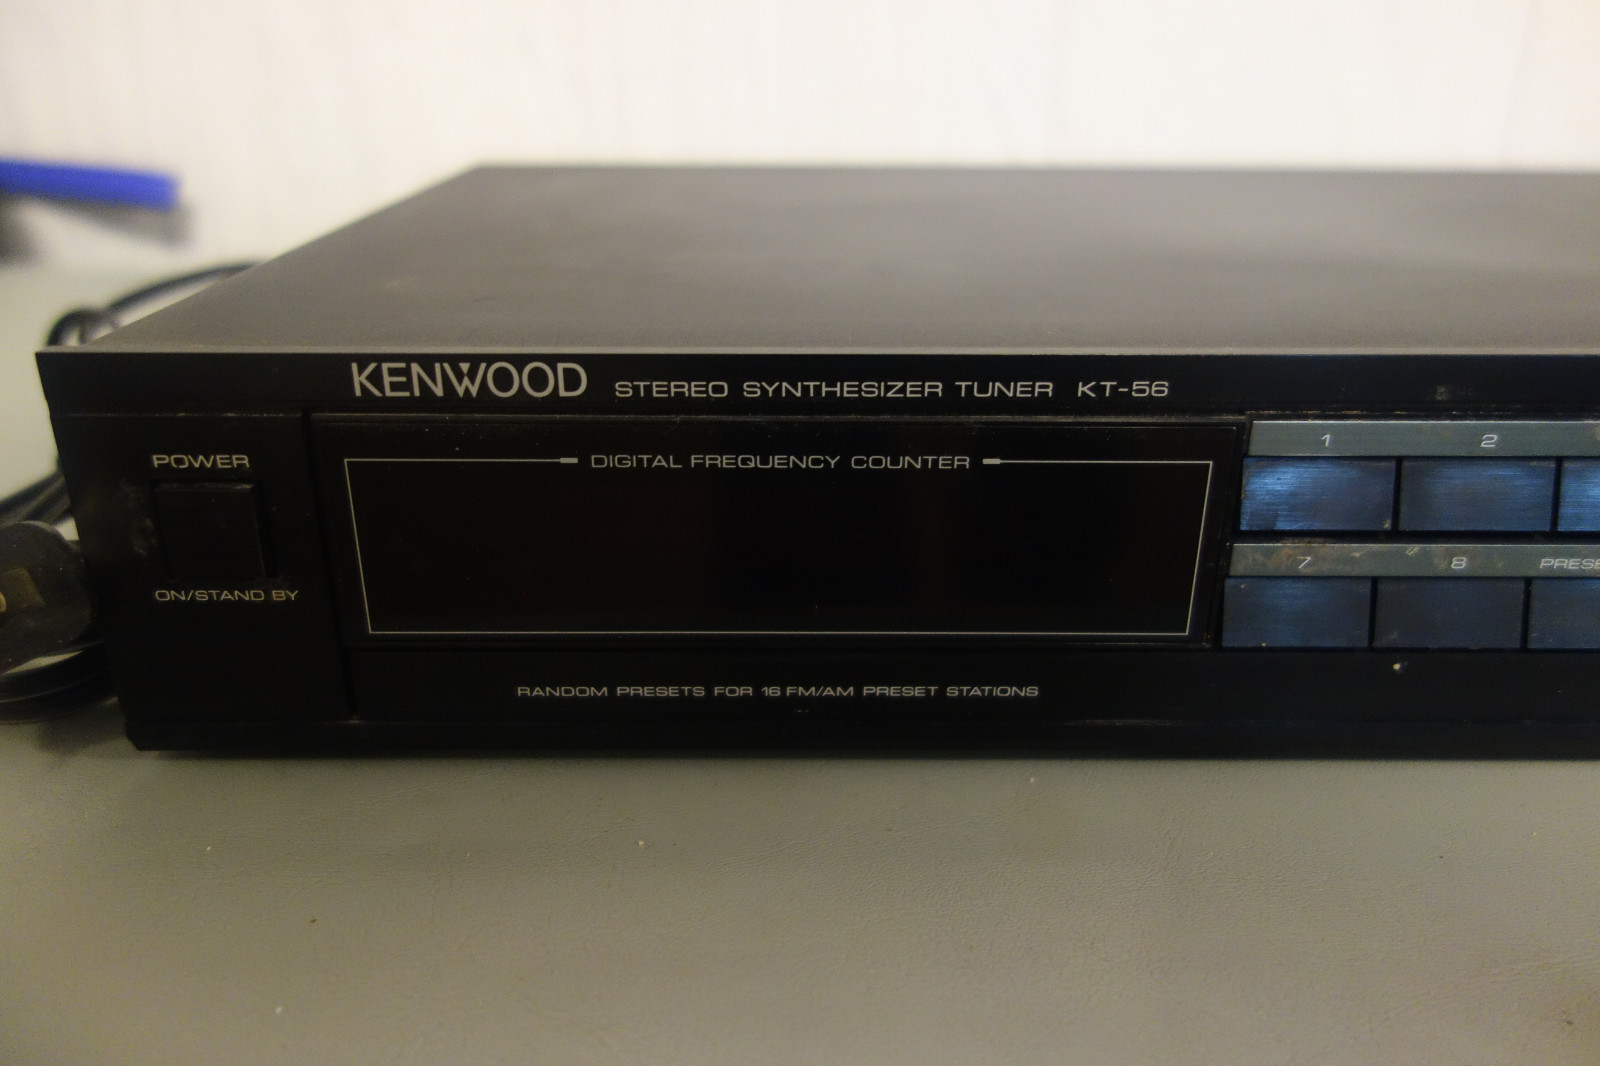 KENWOOD STEREO SYNTHESIZER TUNER KT-56
POWER
ON/STAND BY
DIGITAL FREQUENCY COUNTER
1 2
7 8
RANDOM PRESETS FOR 16 FM/AM PRESET STATIONS